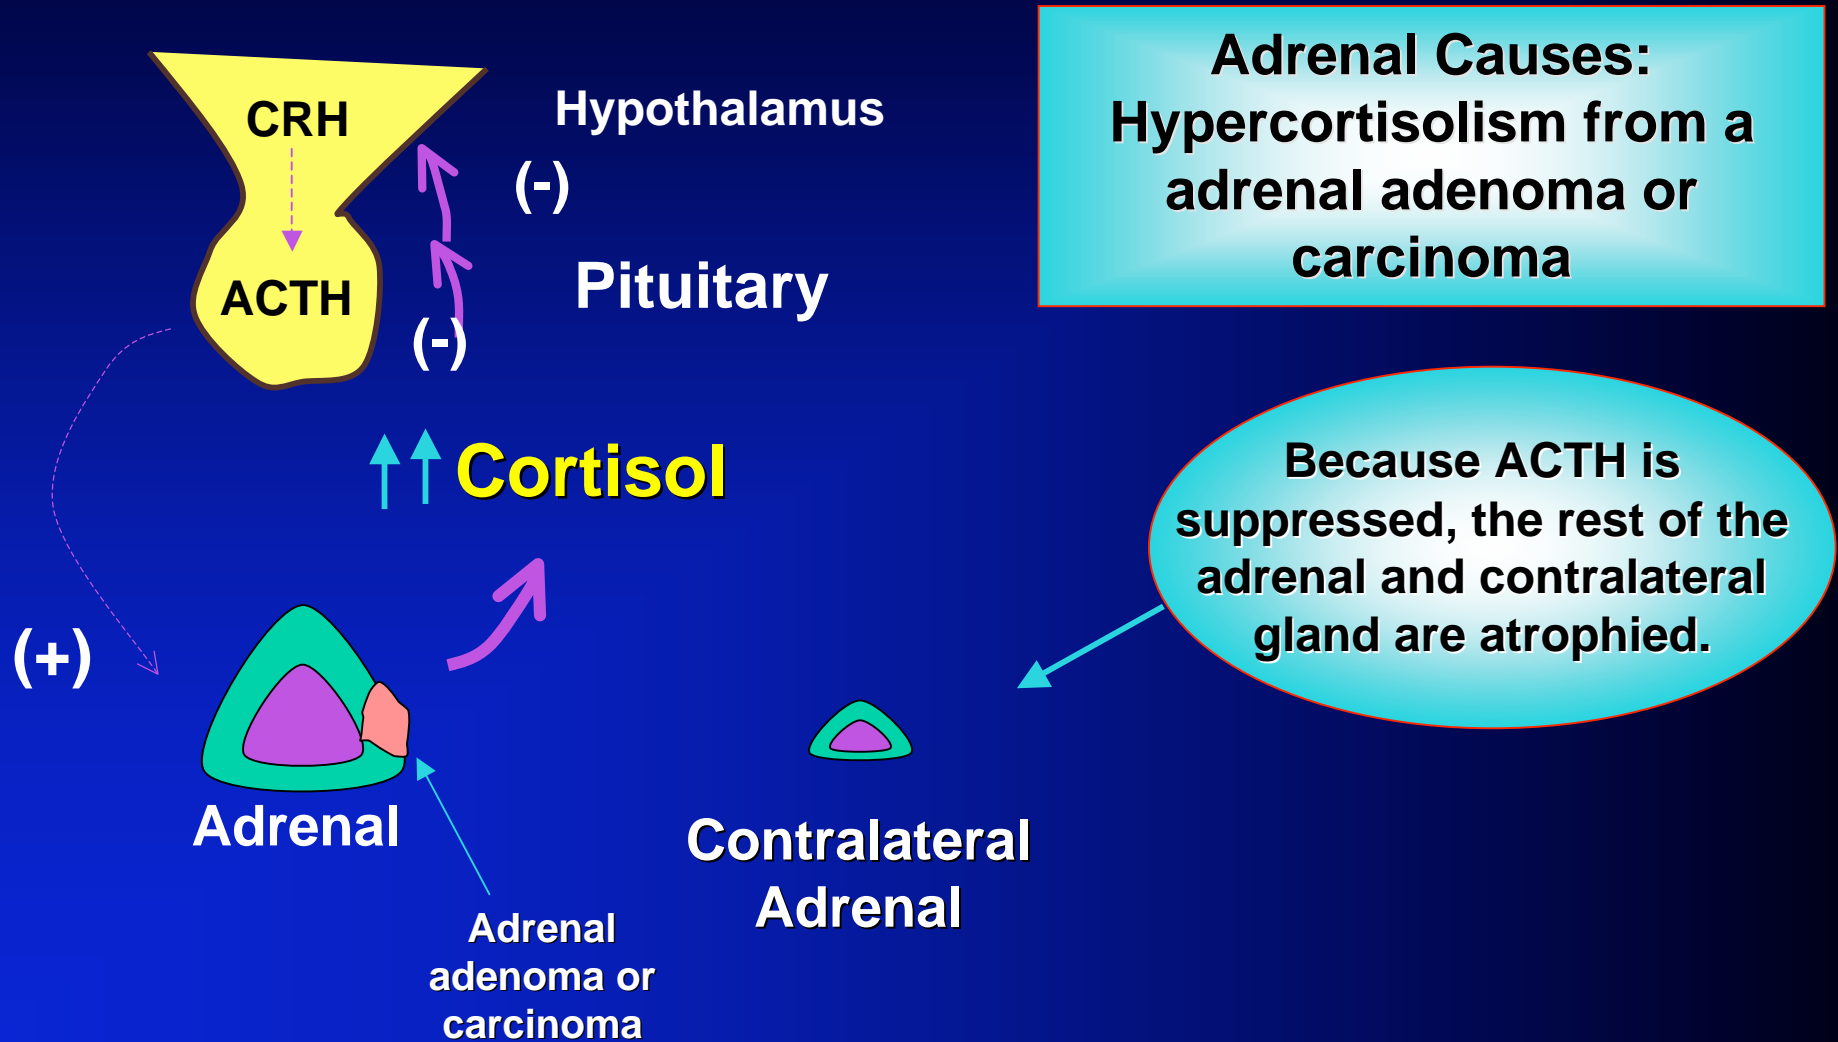 CRH
ACTH
Hypothalamus
(-)
Pituitary
(-)
Cortisol
(+)
Adrenal
Adrenal
adenoma or
carcinoma
Contralateral
Adrenal
Adrenal Causes:
Hypercortisolism from a
adrenal adenoma or
carcinoma
Because ACTH is
suppressed, the rest of the
adrenal and contralateral
gland are atrophied.